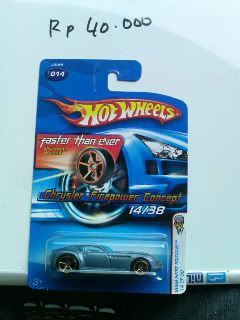 Rp 40.000
014
HOT WHEELS
faster than ever
Chrysler Firepower Concept
14/38